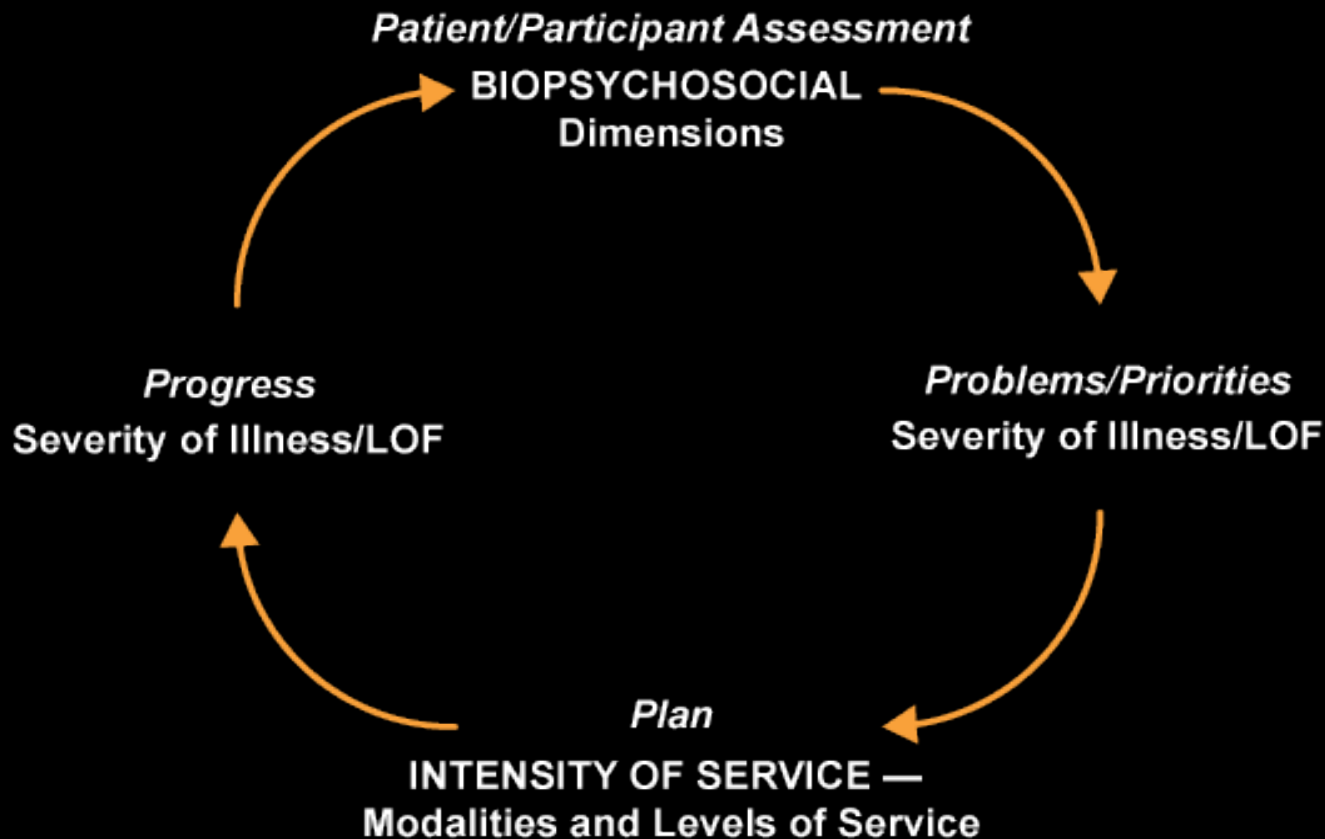 Patient/Participant Assessment
BIOPSYCHOSOCIAL
Dimensions
Progress
Severity of Illness/LOF
Problems/Priorities
Severity of Illness/LOF
Plan
INTENSITY OF SERVICE —
Modalities and Levels of Service